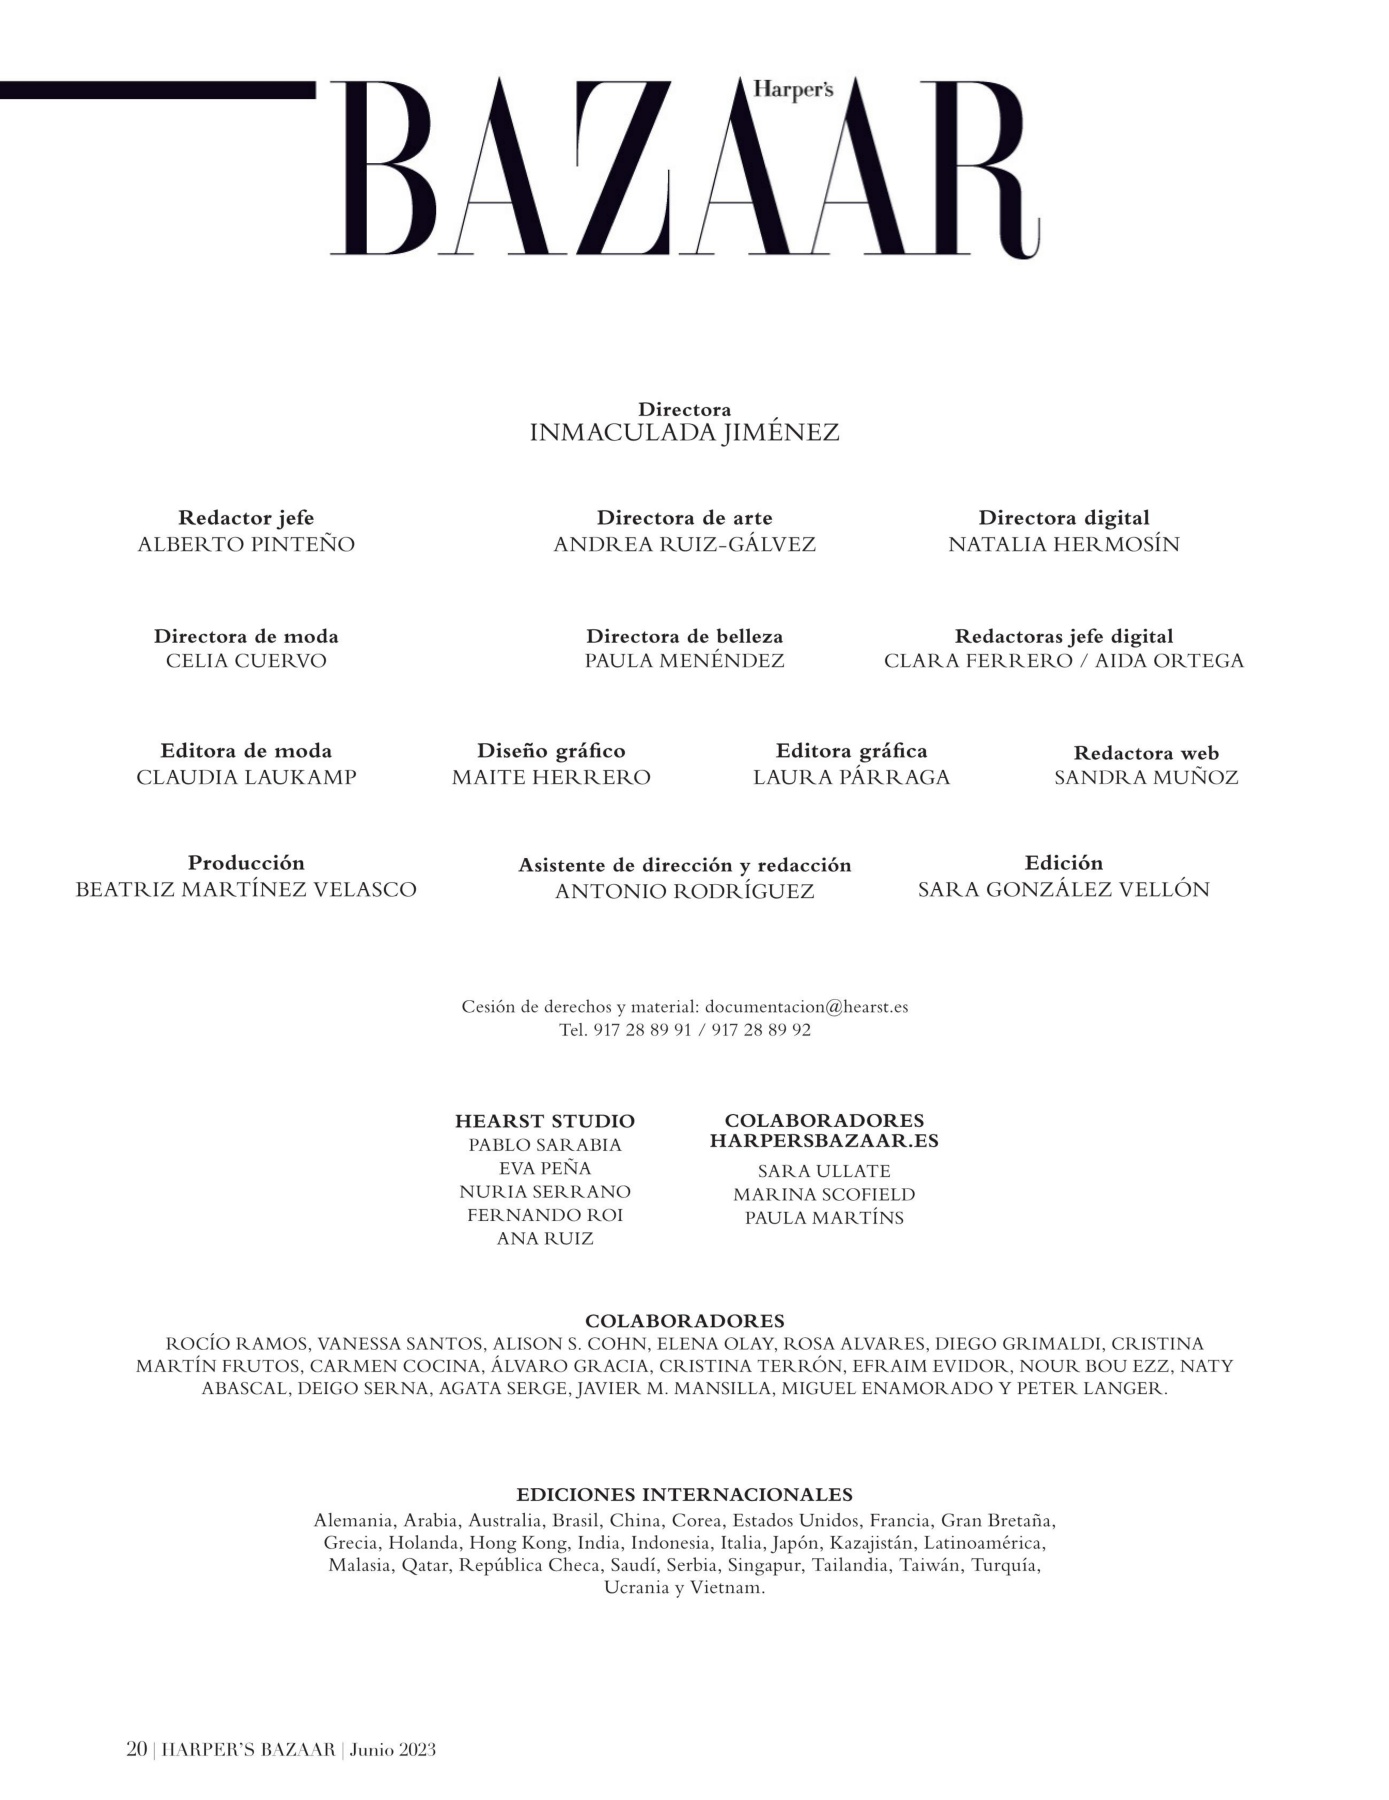 Harper's
BAZAAR
Directora
INMACULADA JIMÉNEZ
Redactor jefe
ALBERTO PINTEÑO
Directora de arte
ANDREA RUIZ-GÁLVEZ
Directora digital
NATALIA HERMOSÍN
Directora de moda
CELIA CUERVO
Directora de belleza
PAULA MENÉNDEZ
Redactoras jefe digital
CLARA FERRERO / AIDA ORTEGA
Editora de moda
CLAUDIA LAUKAMP
Diseño gráfico
MAITE HERRERO
Editora gráfica
LAURA PÁRRAGA
Redactora web
SANDRA MUÑOZ
Producción
BEATRIZ MARTÍNEZ VELASCO
Asistente de dirección y redacción
ANTONIO RODRÍGUEZ
Edición
SARA GONZÁLEZ VELLÓN
Cesión de derechos y material: documentacion@hearst.es
Tel. 917 28 89 91 / 917 28 89 92
HEARST STUDIO
PABLO SARABIA
EVA PEÑA
NURIA SERRANO
FERNANDO ROI
ANA RUIZ
COLABORADORES
HARPERSBAZAAR.ES
SARA ULLATE
MARINA SCOFIELD
PAULA MARTÍNS
COLABORADORES
ROCÍO RAMOS, VANESSA SANTOS, ALISON S. COHN, ELENA OLAY, ROSA ALVARES, DIEGO GRIMALDI, CRISTINA
MARTÍN FRUTOS, CARMEN COCINA, ÁLVARO GRACIA, CRISTINA TERRÓN, EFRAIM EVIDOR, NOUR BOU EZZ, NATY
ABASCAL, DEIGO SERNA, AGATA SERGE, JAVIER M. MANSILLA, MIGUEL ENAMORADO Y PETER LANGER.
EDICIONES INTERNACIONALES
Alemania, Arabia, Australia, Brasil, China, Corea, Estados Unidos, Francia, Gran Bretaña,
Grecia, Holanda, Hong Kong, India, Indonesia, Italia, Japón, Kazajistán, Latinoamérica,
Malasia, Qatar, República Checa, Saudí, Serbia, Singapur, Tailandia, Taiwán, Turquía,
Ucrania y Vietnam.
20 | HARPER'S BAZAAR | Junio 2023